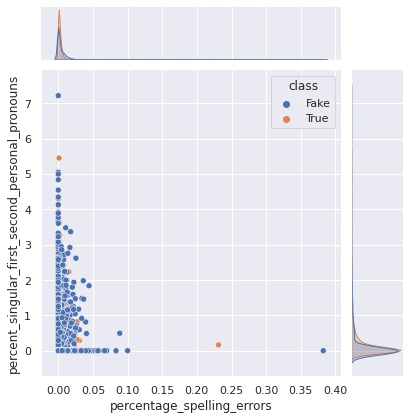 percent_singular_first_second_personal_pronouns
7
6
5
4
3
2
1
0
class
Fake
True
0.00 0.05 0.10 0.15 0.20 0.25 0.30 0.35 0.40
percentage_spelling_errors